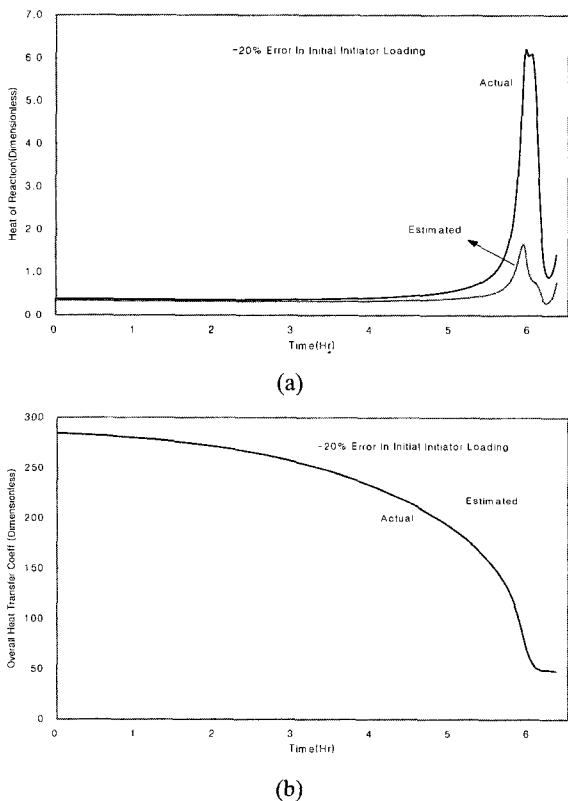 7.0
6.0
5.0
4.0
3 0
2 0
1.0
0 0
Heat of Reaction(Dimensionless)
-20% Error In Initial Initiator Loading
Actual
Estimated
0 1 2 3 4 5 6
Time(Hr)
(a)
300
250
200
150
100
50
0
Overall Heat Transfer Coeff (Dimensionless)
-20% Error In Initial Initiator Loading
Estimated
Actual
0 1 2 3 4 5 6
Time(Hr)
(b)